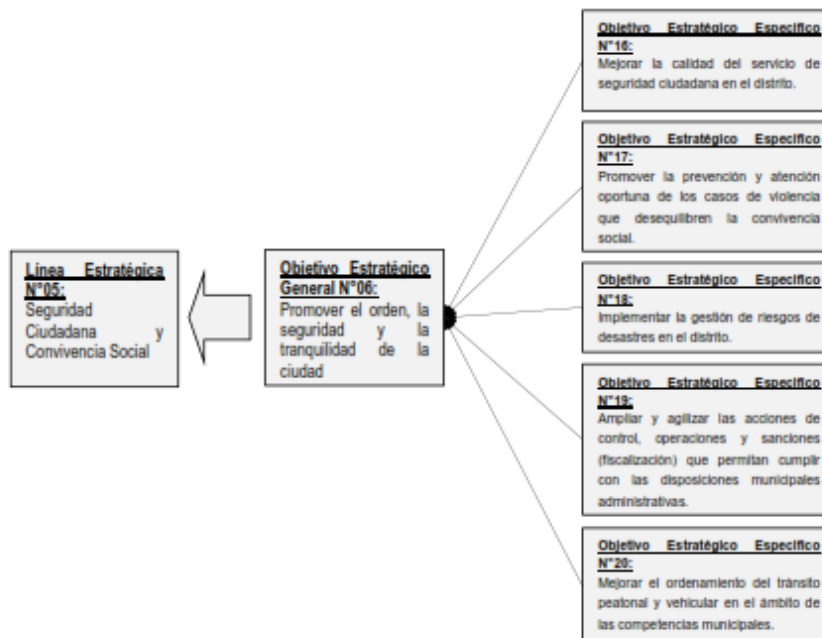 Línea Estratégica
N°05:
Seguridad
Ciudadana y
Convivencia Social
Objetivo Estratégico
General N°06:
Promover el orden, la
seguridad y la
tranquilidad de la
ciudad
Objetivo Estratégico Especifico
N°16:
Mejorar la calidad del servicio de
seguridad ciudadana en el distrito.
Objetivo Estratégico Especifico
N°17:
Promover la prevención y atención
oportuna de los casos de violencia
que desequilibren la convivencia
social.
Objetivo Estratégico Especifico
N°18:
Implementar la gestión de riesgos de
desastres en el distrito.
Objetivo Estratégico Especifico
N°19:
Ampliar y agilizar las acciones de
control, operaciones y sanciones
(fiscalización) que permitan cumplir
con las disposiciones municipales
administrativas.
Objetivo Estratégico Especifico
N°20:
Mejorar el ordenamiento del tránsito
peatonal y vehicular en el ámbito de
las competencias municipales.